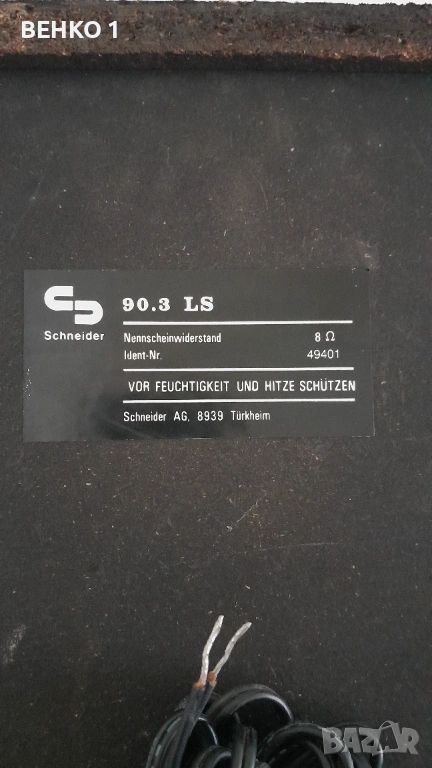 ВЕНКО 1
90.3 LS
Schneider
Nennscheinwiderstand 8 Ω
Ident-Nr. 49401
VOR FEUCHTIGKEIT UND HITZE SCHÜTZEN
Schneider AG, 8939 Türkheim
BAZAR